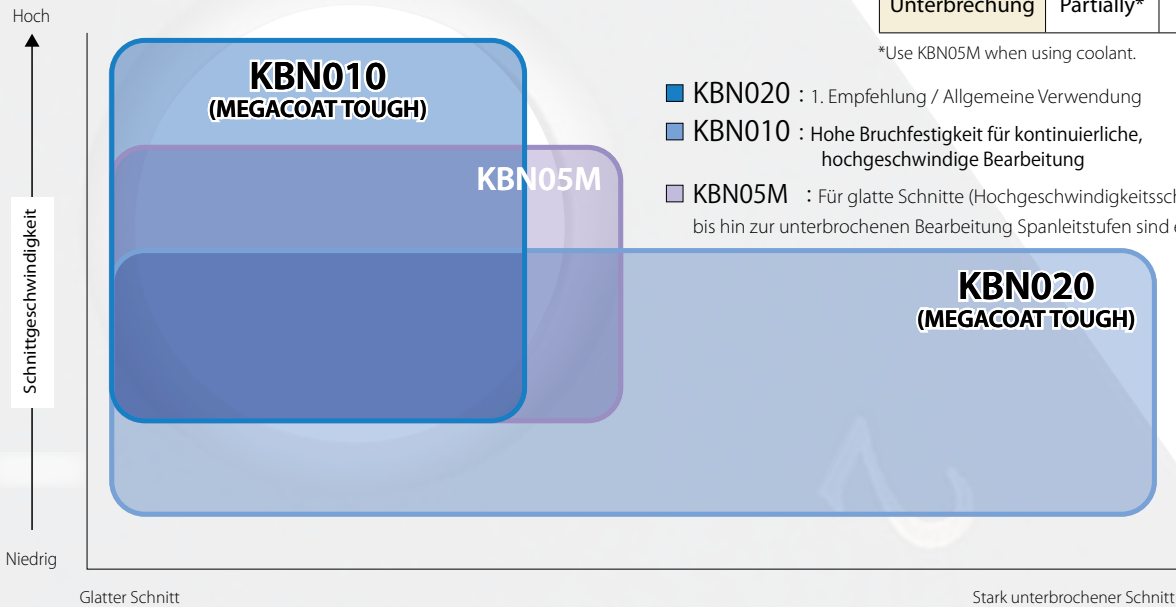 Unterbrechung Partially*
*Use KBN05M when using coolant.
Hoch
KBN010
(MEGACOAT TOUGH)
KBN05M
KBN020 : 1. Empfehlung / Allgemeine Verwendung
KBN010 : Hohe Bruchfestigkeit für kontinuierliche,
hochgeschwindige Bearbeitung
KBN05M : Für glatte Schnitte
bis hin zur unterbrochenen Bearbeitung Spanleitstufen sind
KBN020
(MEGACOAT TOUGH)
Schnittgeschwindigkeit
Niedrig
Glatter Schnitt
Stark unterbrochener Schnitt